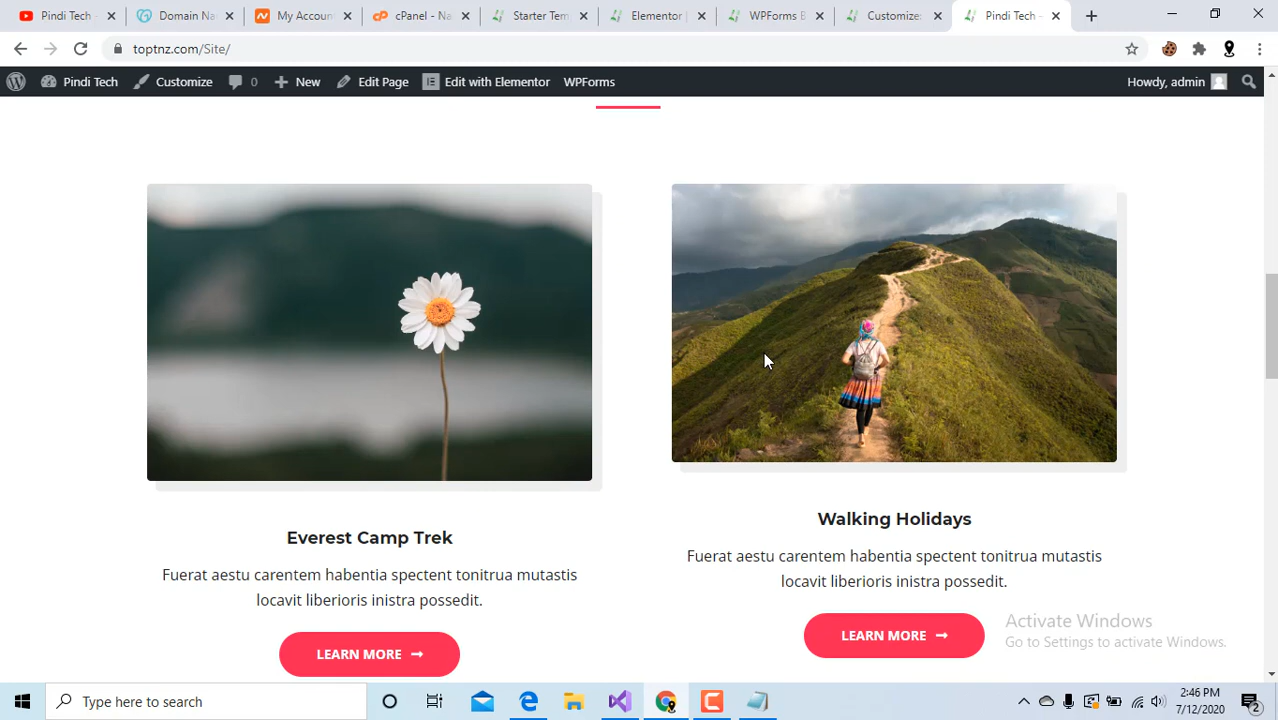 Pindi Tech - Domain Na My Accoun cPanel - Na Starter Tem Elementor WPForms B Customize: Pindi Tech -
toptnz.com/Site/
Pindi Tech Customize 0 New Edit Page Edit with Elementor WPForms Howdy, admin
Everest Camp Trek
Fuerat aestu carentem habentia spectent tonitrua mutastis
locavit liberioris inistra possedit.
LEARN MORE
Walking Holidays
Fuerat aestu carentem habentia spectent tonitrua mutastis
locavit liberioris inistra possedit.
LEARN MORE
Activate Windows
Go to Settings to activate Windows.
Type here to search
2:46 PM
7/12/2020
2